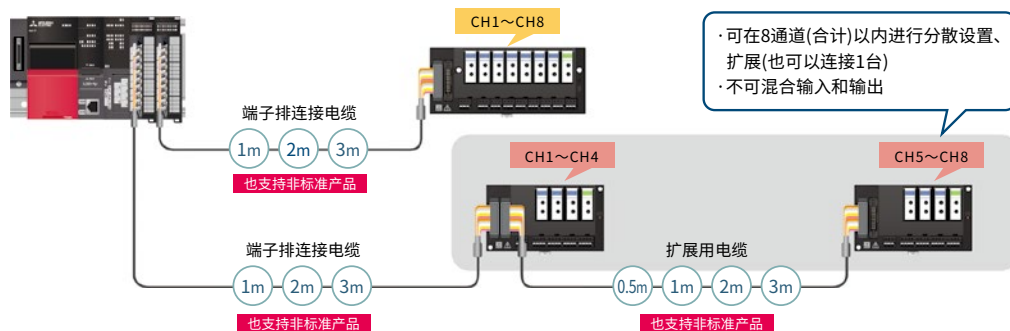 MITSUBISHI
CH1～CH8
·可在8通道(合计)以内进行分散设置、
扩展(也可以连接1台)
·不可混合输入和输出
端子排连接电缆
1m 2m 3m
也支持非标准产品
CH1～CH4
CH5～CH8
端子排连接电缆
1m 2m 3m
也支持非标准产品
扩展用电缆
0.5m 1m 2m 3m
也支持非标准产品